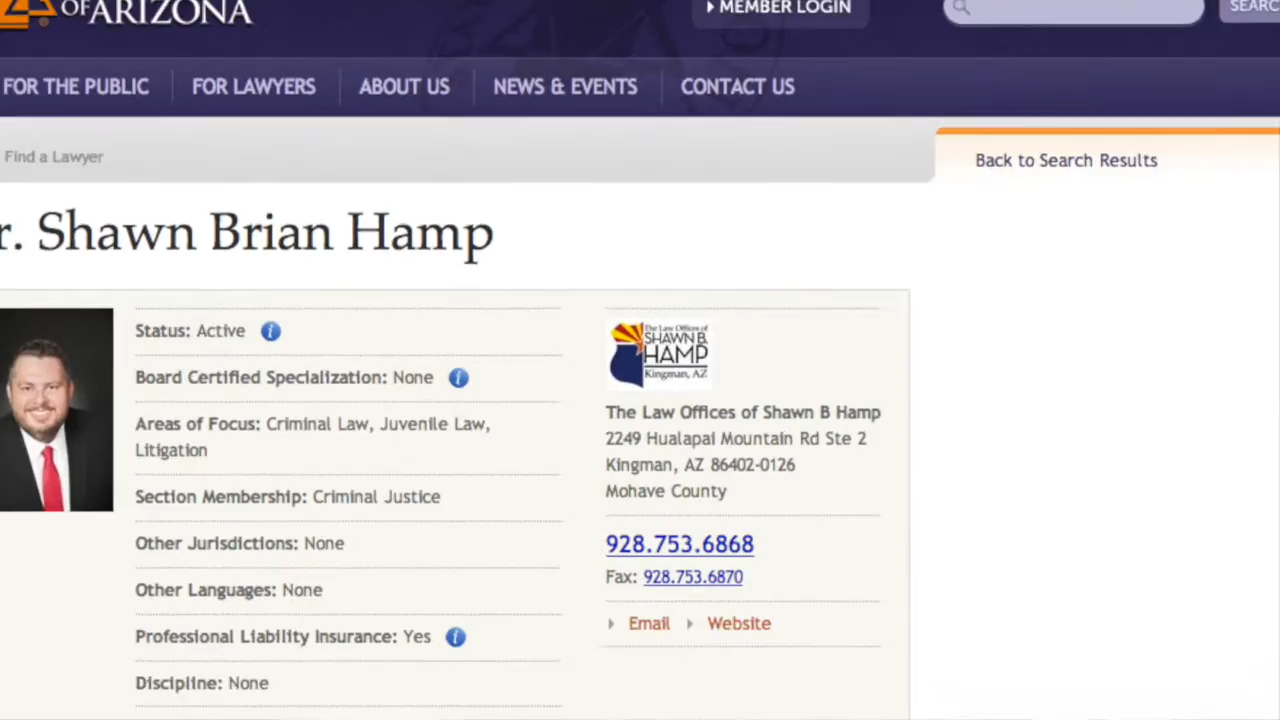 OF ARIZONA
MEMBER LOGIN
SEARC
FOR THE PUBLIC
FOR LAWYERS
ABOUT US
NEWS & EVENTS
CONTACT US
Find a Lawyer
Back to Search Results
r. Shawn Brian Hamp
Status: Active
Board Certified Specialization: None
Areas of Focus: Criminal Law, Juvenile Law,
Litigation
Section Membership: Criminal Justice
Other Jurisdictions: None
Other Languages: None
Professional Liability Insurance: Yes
Discipline: None
The Law Offices of
SHAWN B.
HAMP
Kingman, AZ
The Law Offices of Shawn B Hamp
2249 Hualapai Mountain Rd Ste 2
Kingman, AZ 86402-0126
Mohave County
928.753.6868
Fax: 928.753.6870
Email
Website